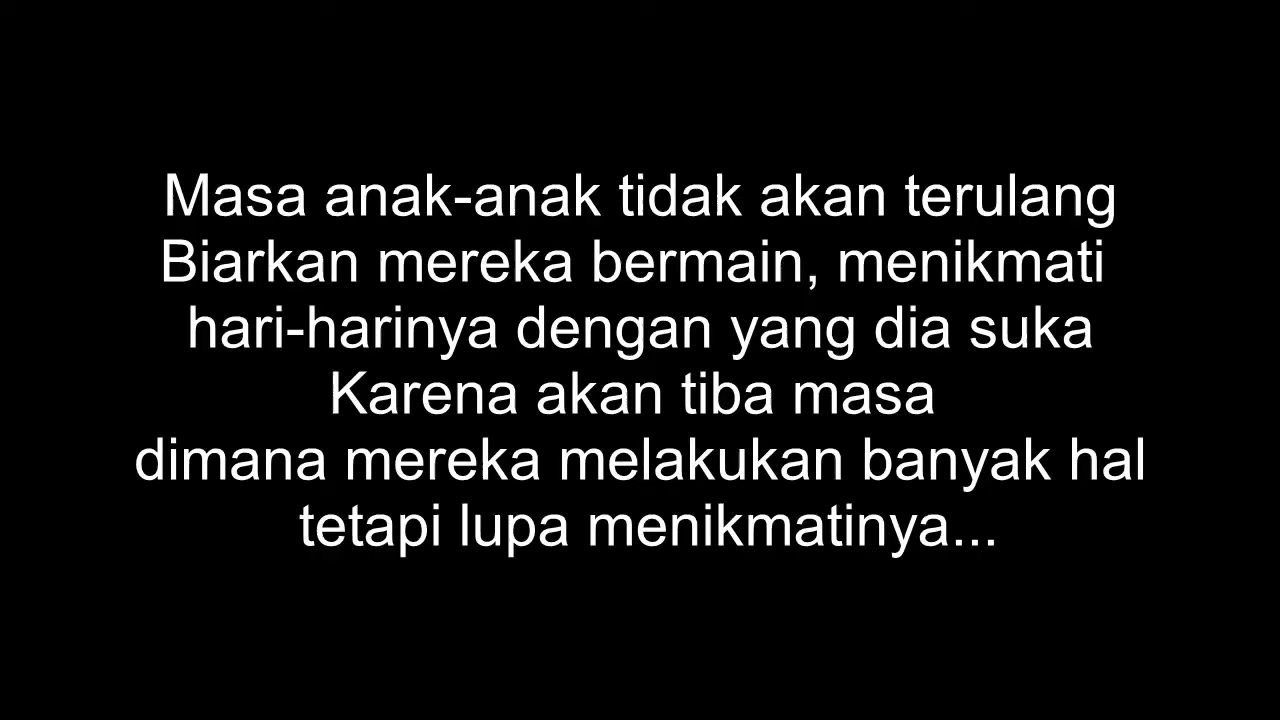 Masa anak-anak tidak akan terulang
Biarkan mereka bermain, menikmati
hari-harinya dengan yang dia suka
Karena akan tiba masa
dimana mereka melakukan banyak hal
tetapi lupa menikmatinya...